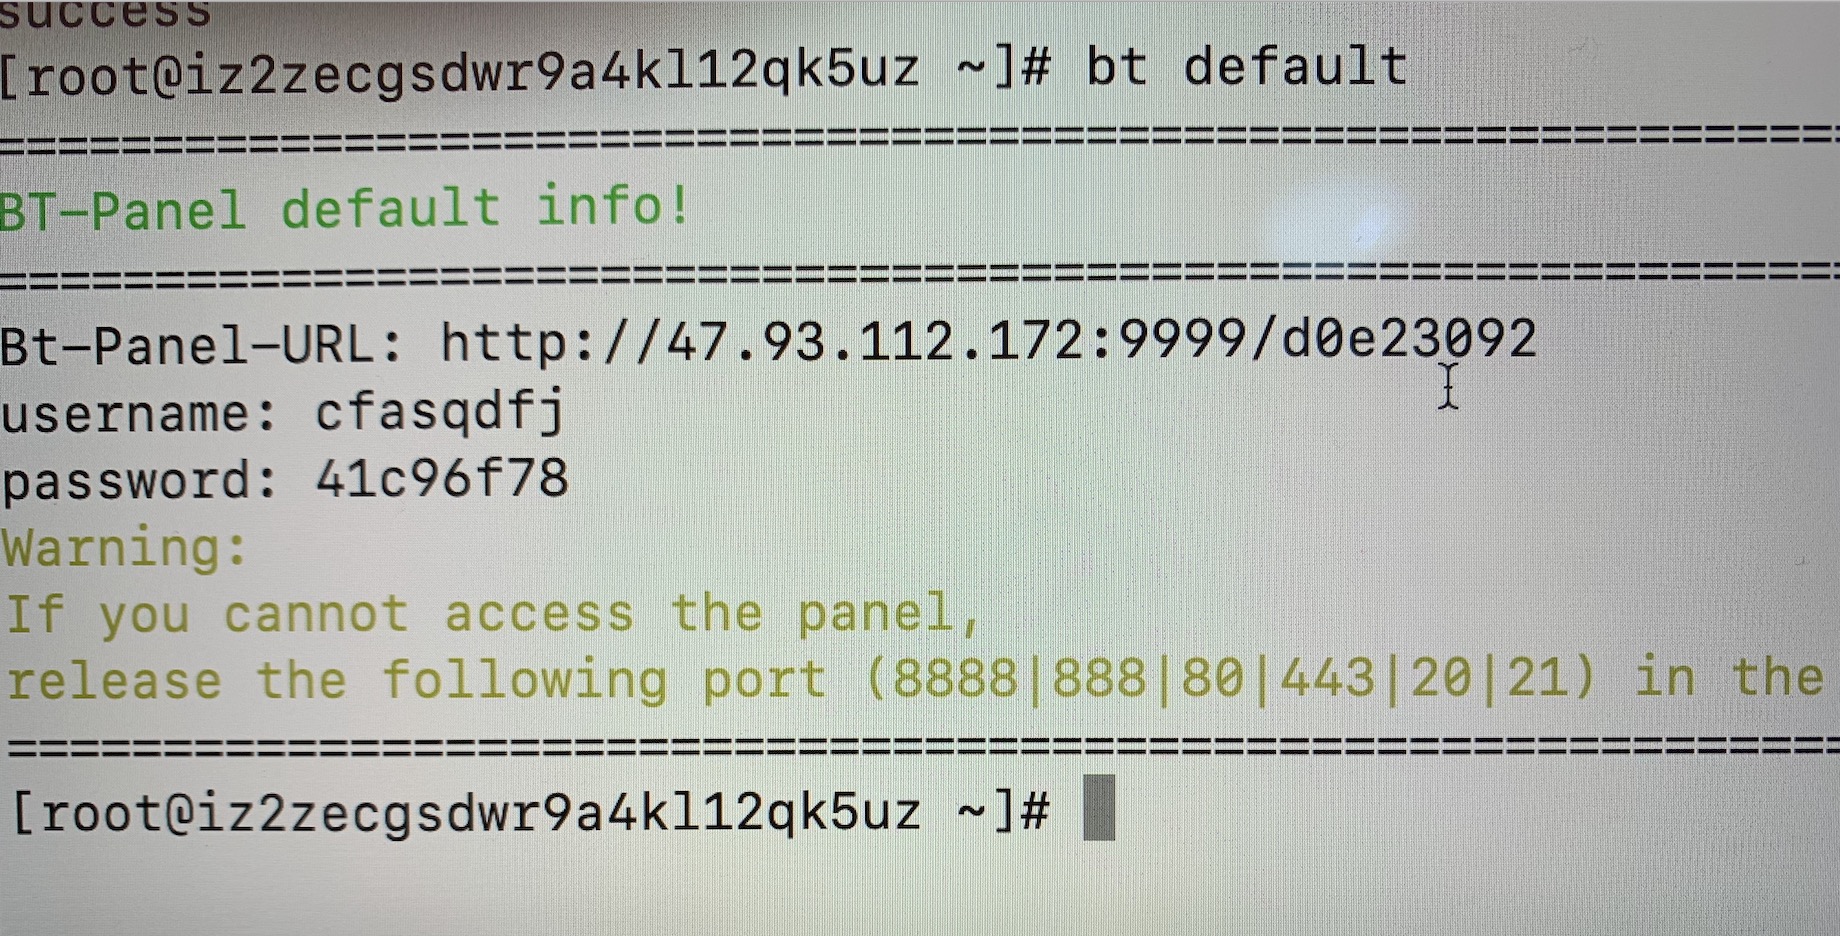 success
[root@iz2zecgsdwr9a4kl12qk5uz ~]# bt default
==================================================================
BT-Panel default info!
==================================================================
Bt-Panel-URL: http://47.93.112.172:9999/d0e23092
username: cfasqdfj
password: 41c96f78
Warning:
If you cannot access the panel,
release the following port (8888|888|80|443|20|21) in the
==================================================================
[root@iz2zecgsdwr9a4kl12qk5uz ~]#